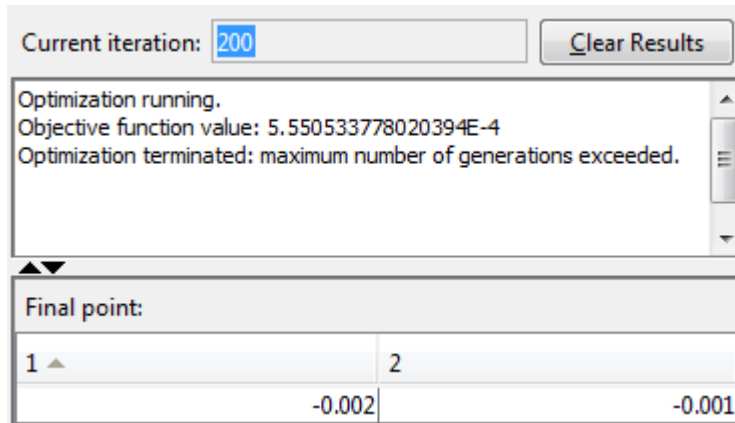 Current iteration: 200 Clear Results
Optimization running.
Objective function value: 5.550533778020394E-4
Optimization terminated: maximum number of generations exceeded.
Final point:
1 2
-0.002 -0.001